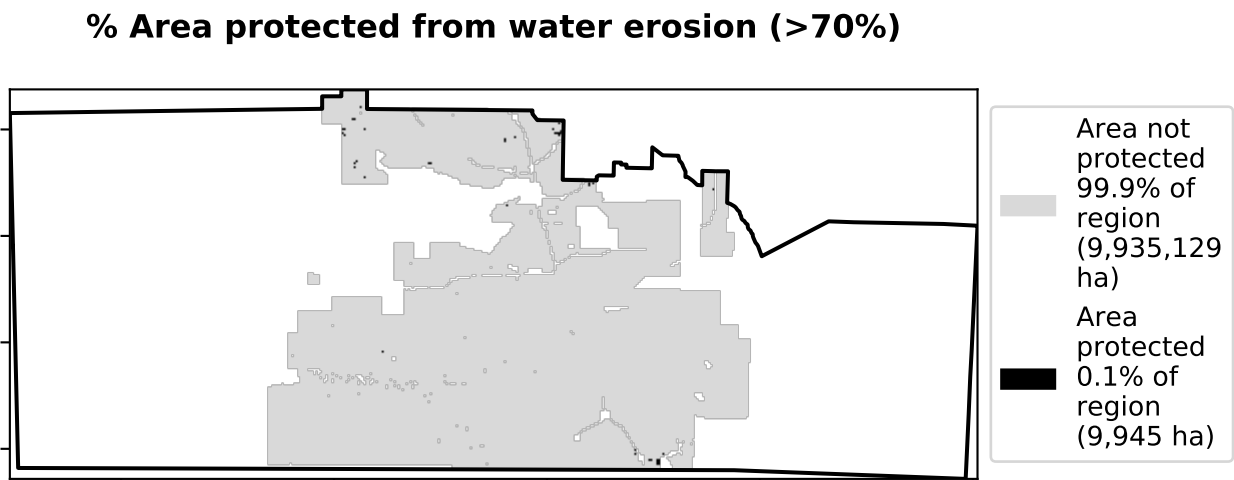 % Area protected from water erosion (>70%)
Area not
protected
99.9% of
region
(9,935,129
ha)
Area
protected
0.1% of
region
(9,945 ha)